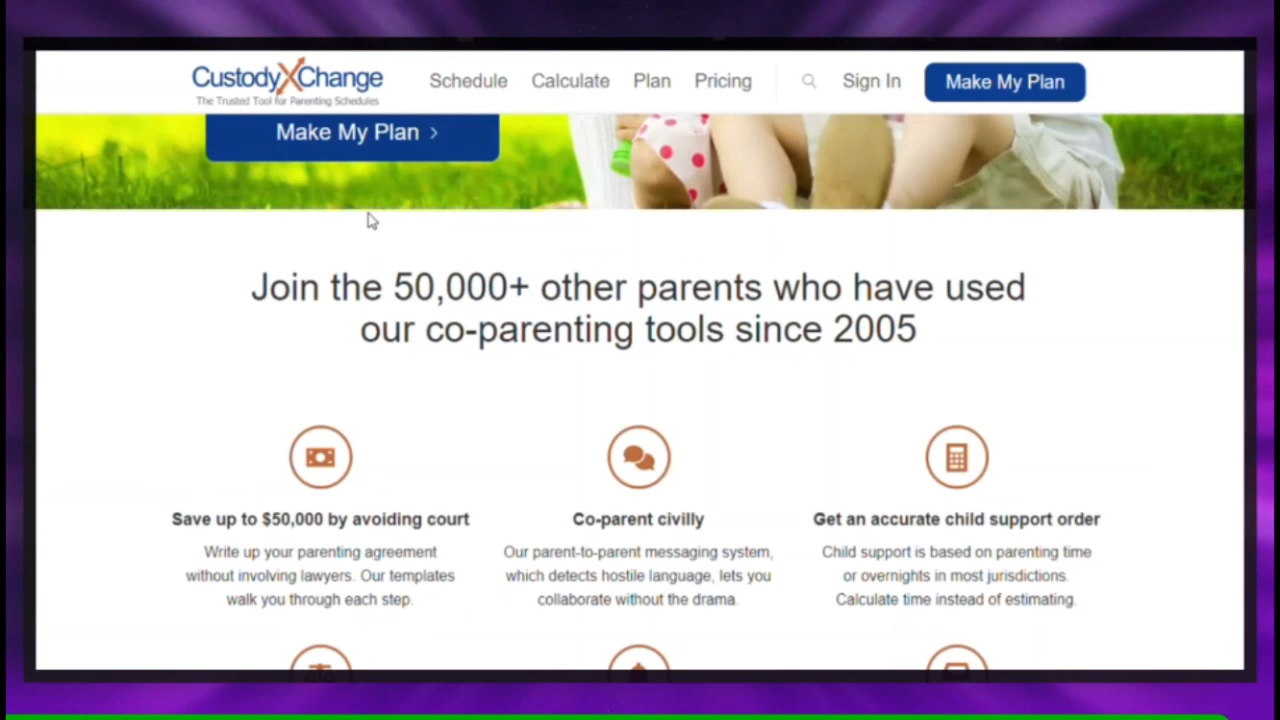 CustodyXChange
The Trusted Tool for Parenting Schedules
Schedule Calculate Plan Pricing Sign In Make My Plan
Make My Plan >
Join the 50,000+ other parents who have used
our co-parenting tools since 2005
Save up to $50,000 by avoiding court
Write up your parenting agreement
without involving lawyers. Our templates
walk you through each step.
Co-parent civilly
Our parent-to-parent messaging system,
which detects hostile language, lets you
collaborate without the drama.
Get an accurate child support order
Child support is based on parenting time
or overnights in most jurisdictions.
Calculate time instead of estimating.